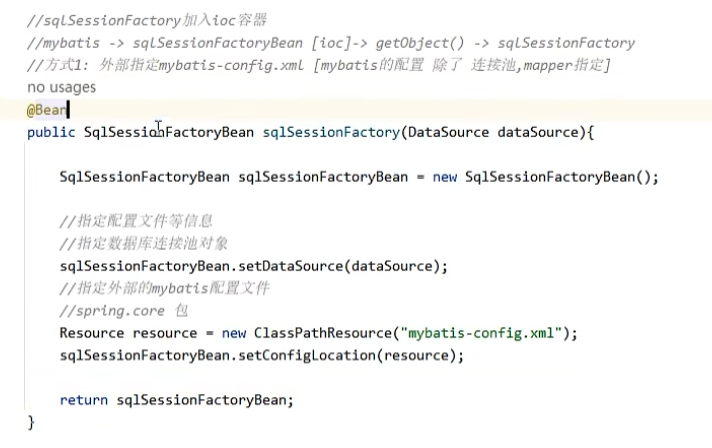 //sqlSessionFactory加入ioc容器
//mybatis -> sqlSessionFactoryBean [ioc]-> getObject() -> sqlSessionFactory
//方式1: 外部指定mybatis-config.xml [mybatis的配置 除了 连接池,mapper指定]
no usages
@Bean
public SqlSessionFactoryBean sqlSessionFactory(DataSource dataSource){
SqlSessionFactoryBean sqlSessionFactoryBean = new SqlSessionFactoryBean();
//指定配置文件等信息
//指定数据库连接池对象
sqlSessionFactoryBean.setDataSource(dataSource);
//指定外部的mybatis配置文件
//spring.core 包
Resource resource = new ClassPathResource("mybatis-config.xml");
sqlSessionFactoryBean.setConfigLocation(resource);
return sqlSessionFactoryBean;
}